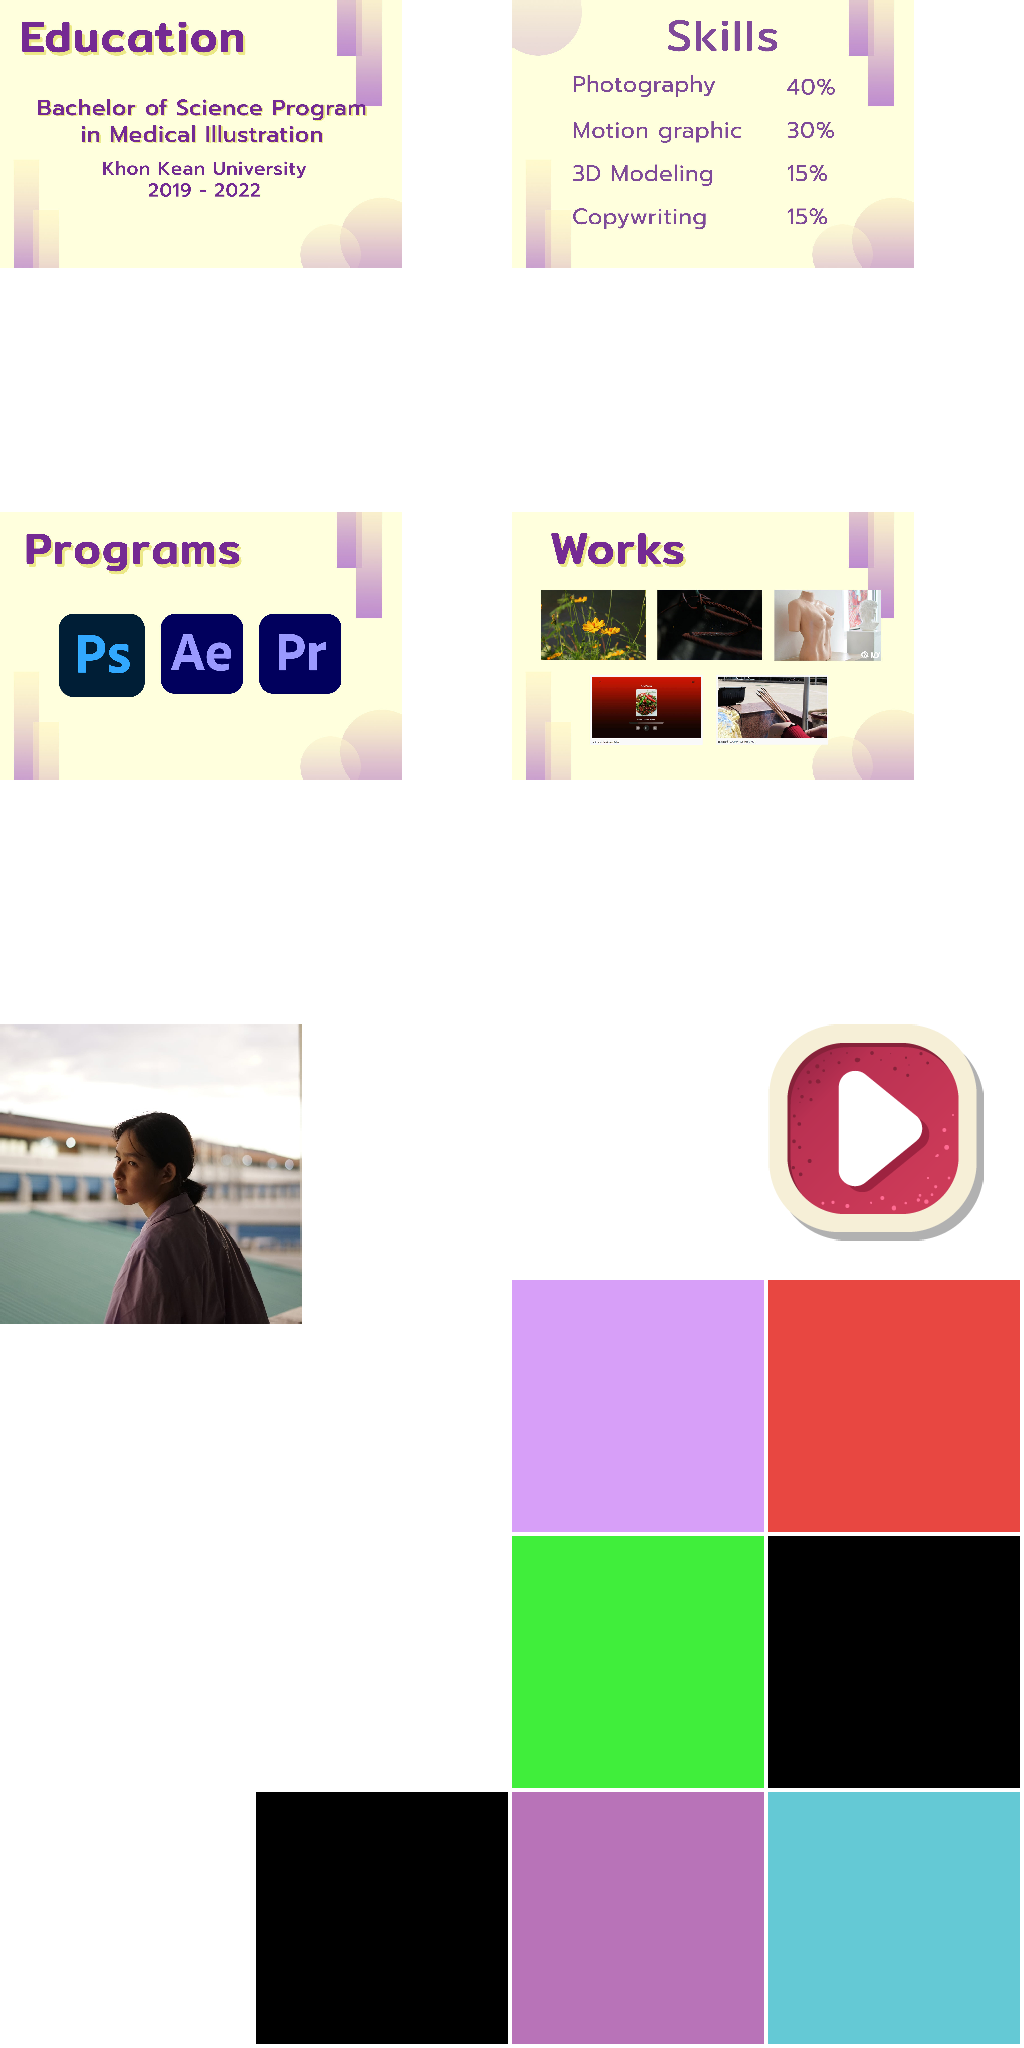 Education
Bachelor of Science Program
in Medical Illustration
Khon Kean University
2019 - 2022
Skills
Photography 40%
Motion graphic 30%
3D Modeling 15%
Copywriting 15%
Programs
Ps Ae Pr
Works